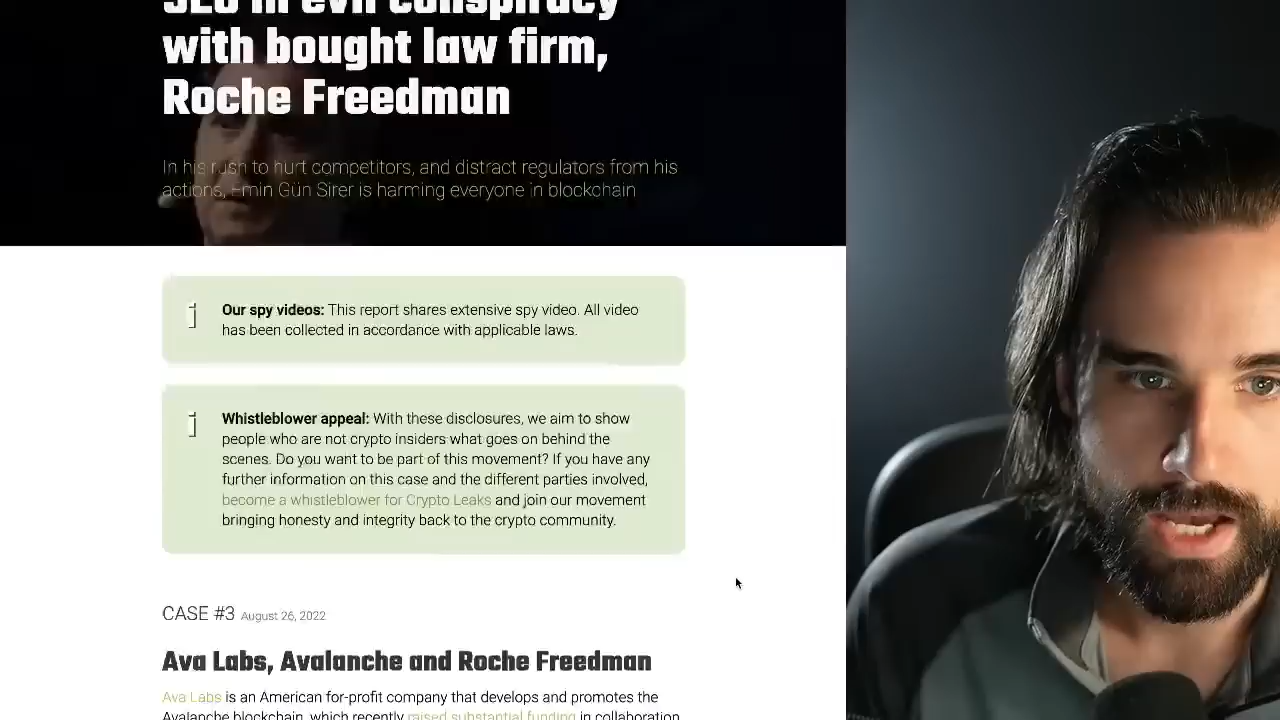 CEO in evil conspiracy
with bought law firm,
Roche Freedman
In his rush to hurt competitors, and distract regulators from his
actions, Emin Gün Sirer is harming everyone in blockchain
Our spy videos: This report shares extensive spy video. All video
has been collected in accordance with applicable laws.
Whistleblower appeal: With these disclosures, we aim to show
people who are not crypto insiders what goes on behind the
scenes. Do you want to be part of this movement? If you have any
further information on this case and the different parties involved,
become a whistleblower for Crypto Leaks and join our movement
bringing honesty and integrity back to the crypto community.
CASE #3 August 26, 2022
Ava Labs, Avalanche and Roche Freedman
Ava Labs is an American for-profit company that develops and promotes the
Avalanche blockchain, which recently raised substantial funding in collaboration